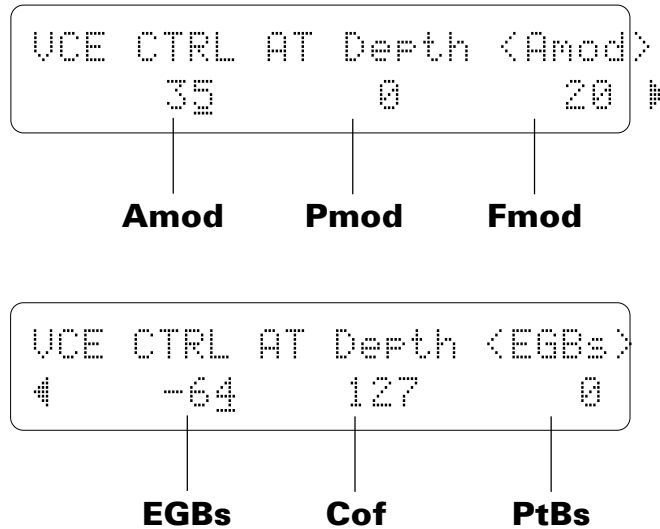 VCE CTRL AT Depth <Amod>
35 0 20
Amod Pmod Fmod
VCE CTRL AT Depth <EGBs>
-64 127 0
EGBs Cof PtBs